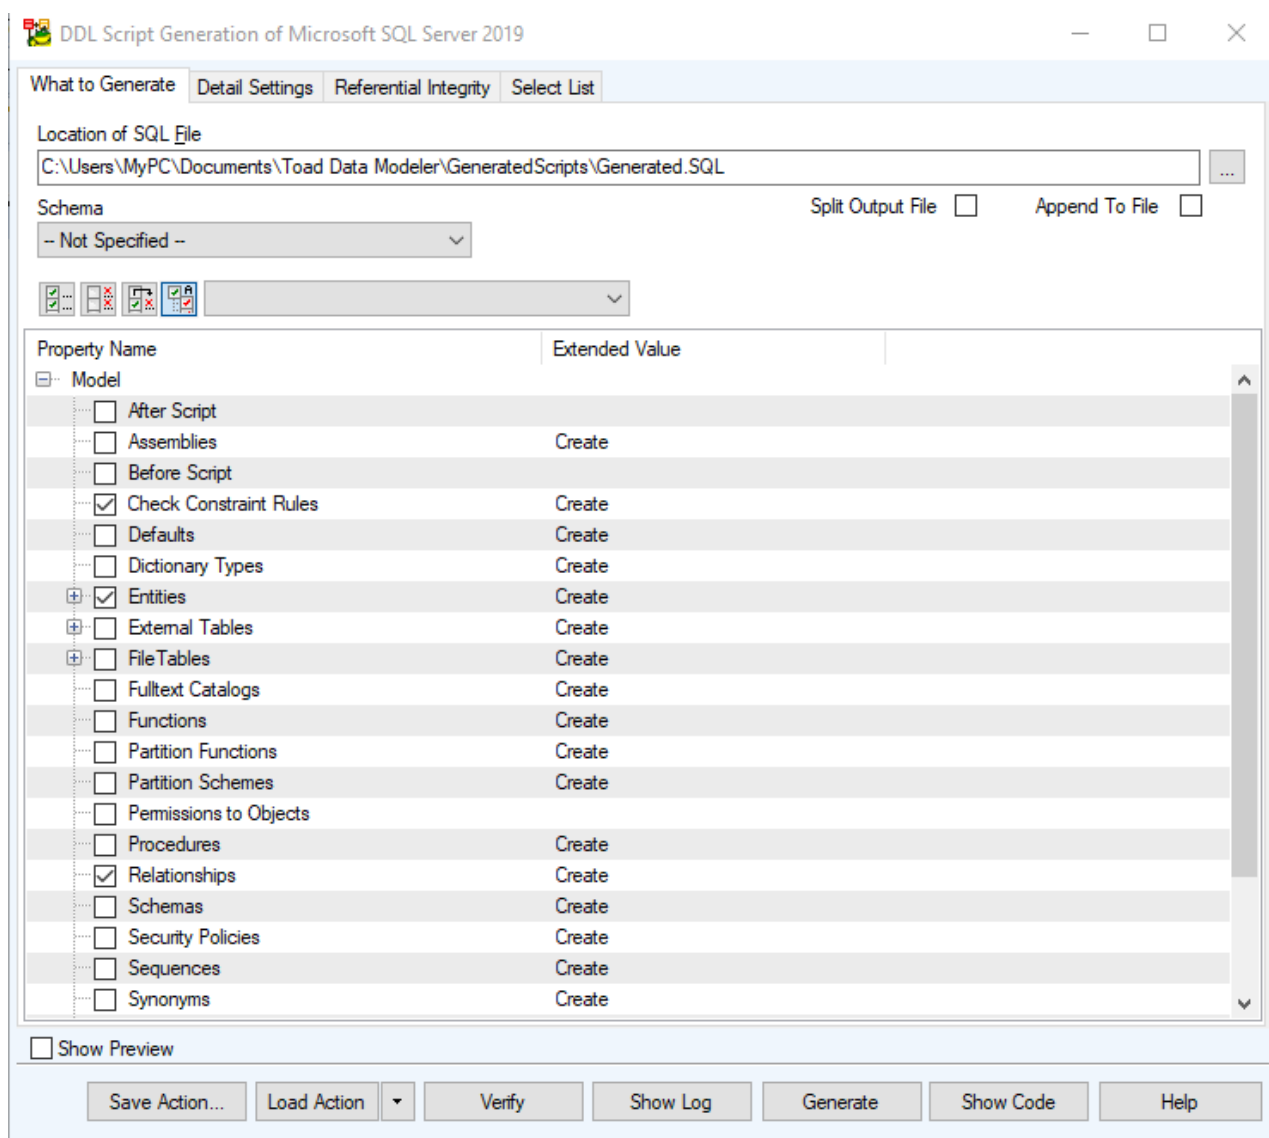 DDL Script Generation of Microsoft SQL Server 2019
What to Generate Detail Settings Referential Integrity Select List
Location of SQL File
C:\Users\MyPC\Documents\Toad Data Modeler\GeneratedScripts\Generated.SQL ...
Schema Split Output File Append To File
-- Not Specified --
Property Name Extended Value
Model
After Script
Assemblies Create
Before Script
Check Constraint Rules Create
Defaults Create
Dictionary Types Create
Entities Create
External Tables Create
FileTables Create
Fulltext Catalogs Create
Functions Create
Partition Functions Create
Partition Schemes Create
Permissions to Objects
Procedures Create
Relationships Create
Schemas Create
Security Policies Create
Sequences Create
Synonyms Create
Show Preview
Save Action... Load Action Verify Show Log Generate Show Code Help